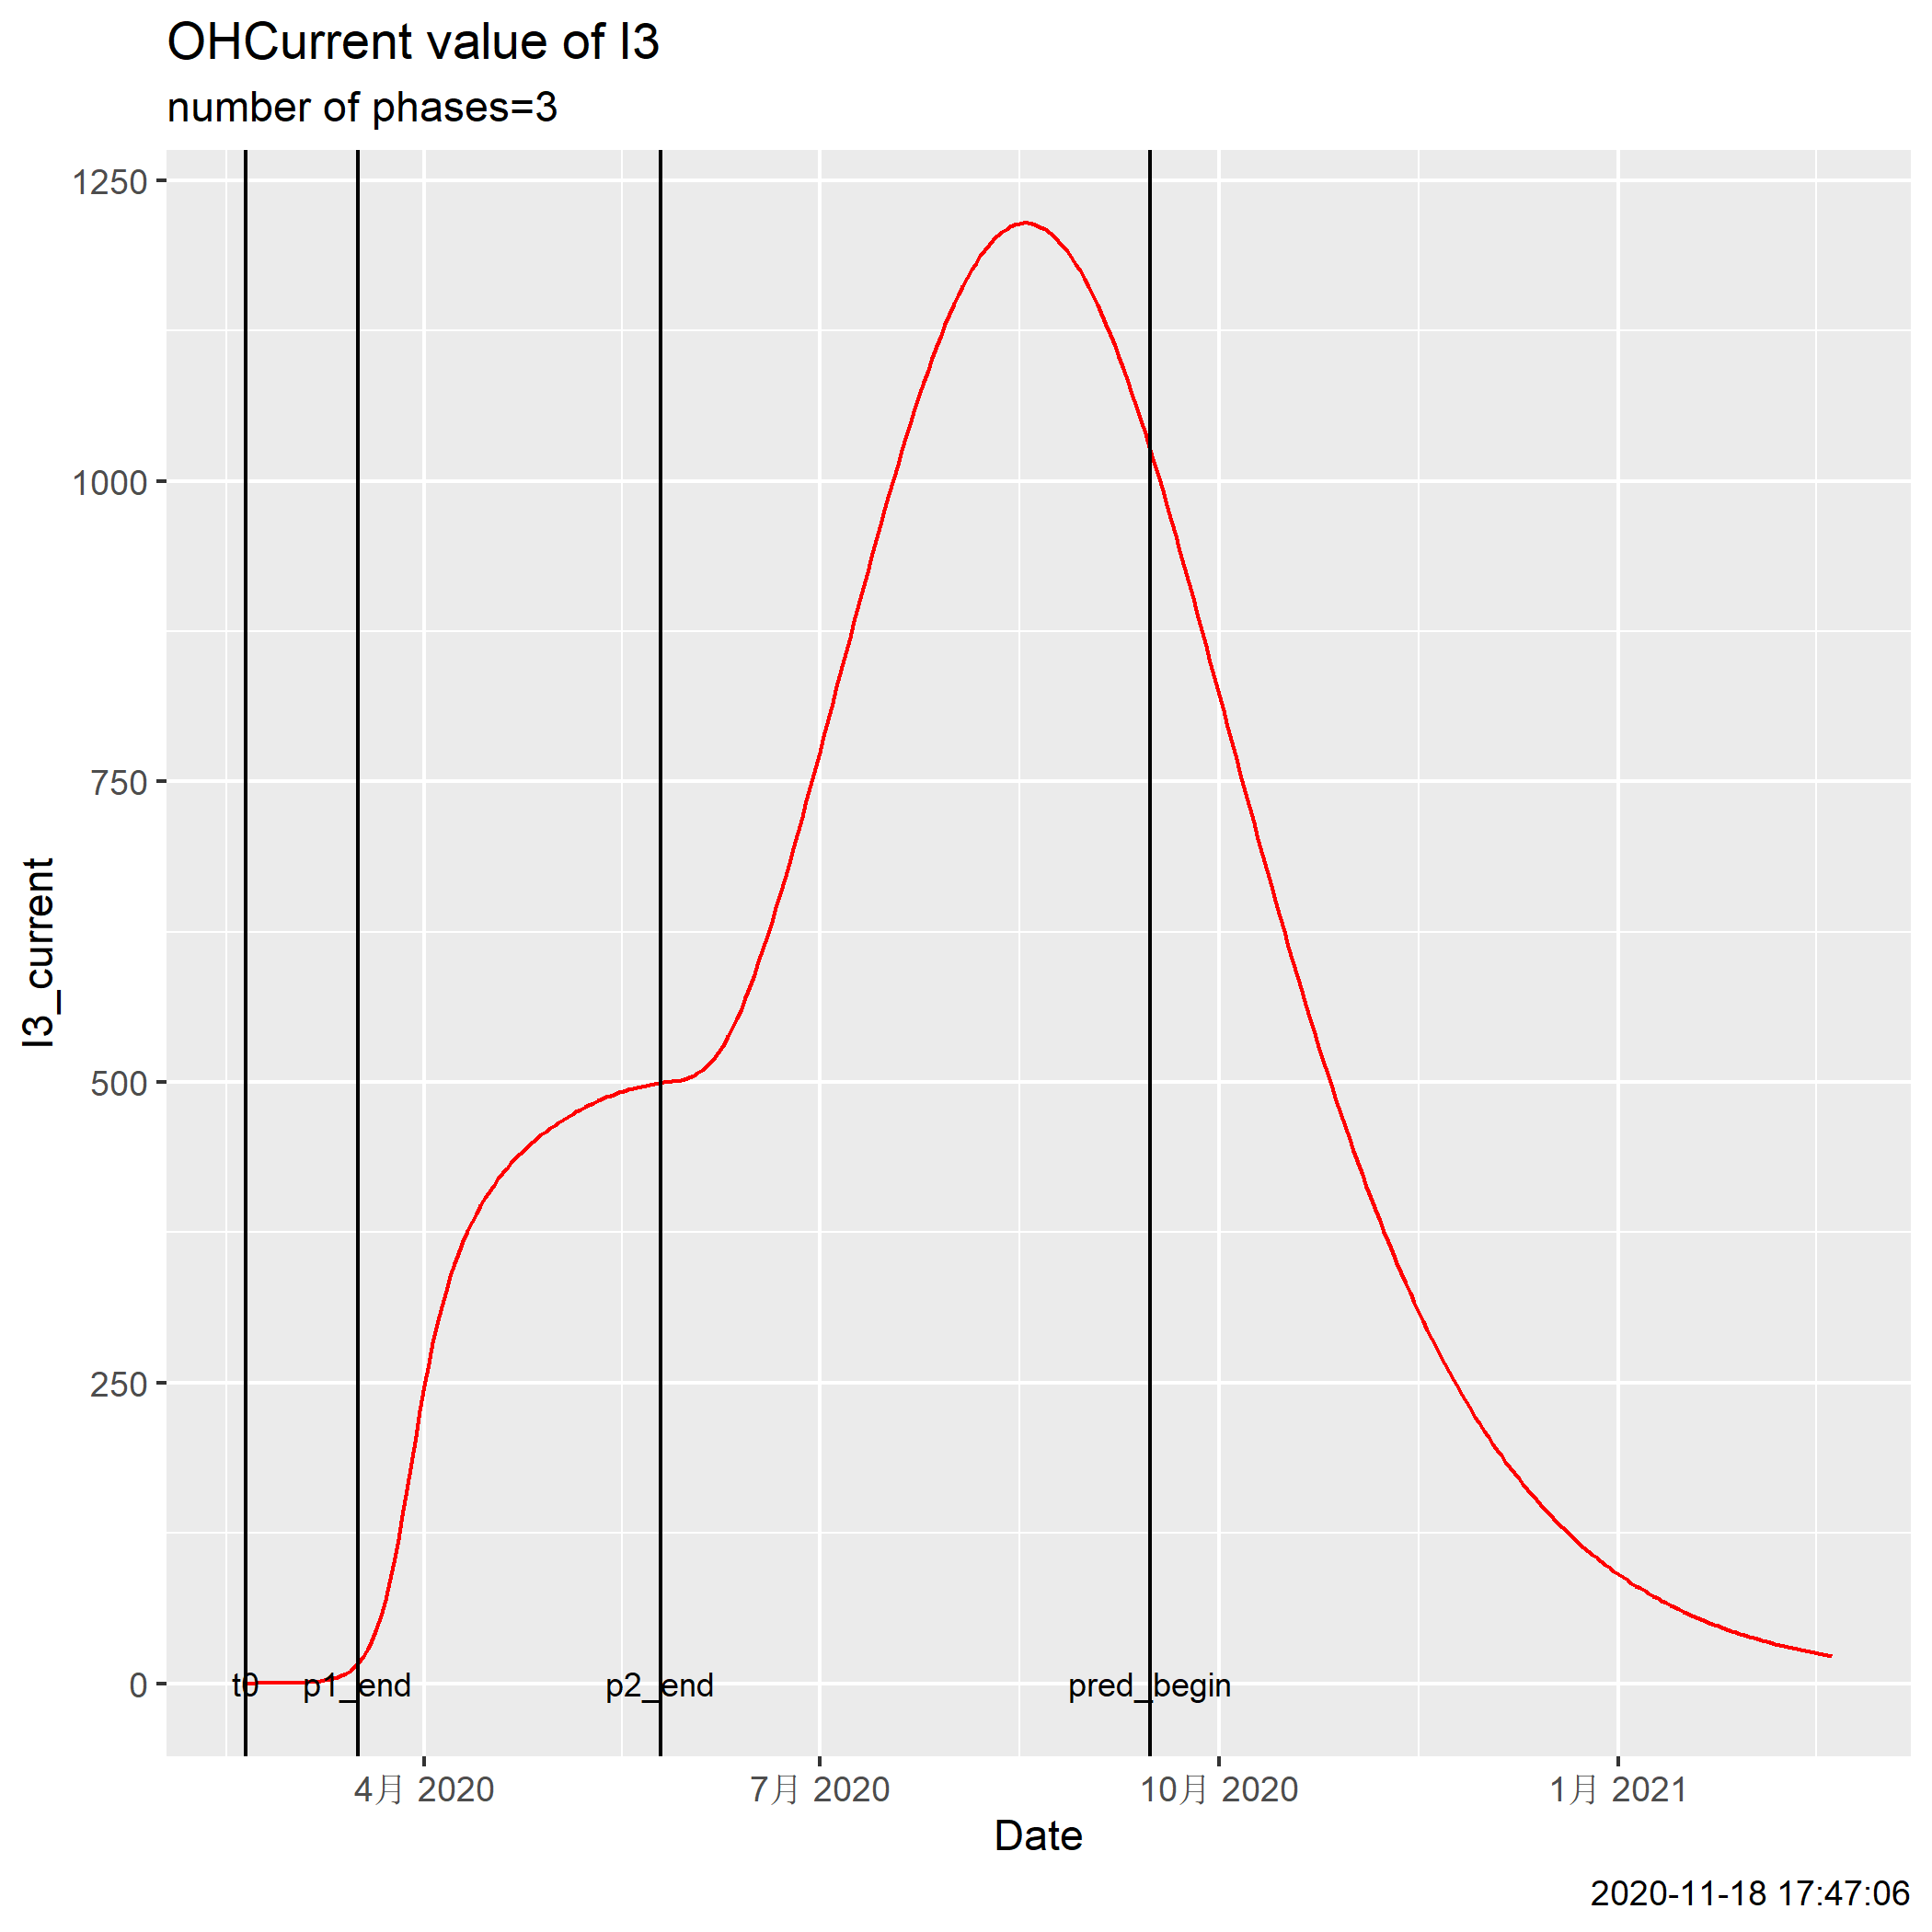 OHCurrent value of I3
number of phases=3
I3_current
1250
1000
750
500
250
0
t0
p1_end
p2_end
pred_begin
4月 2020
7月 2020
10月 2020
1月 2021
Date
2020-11-18 17:47:06